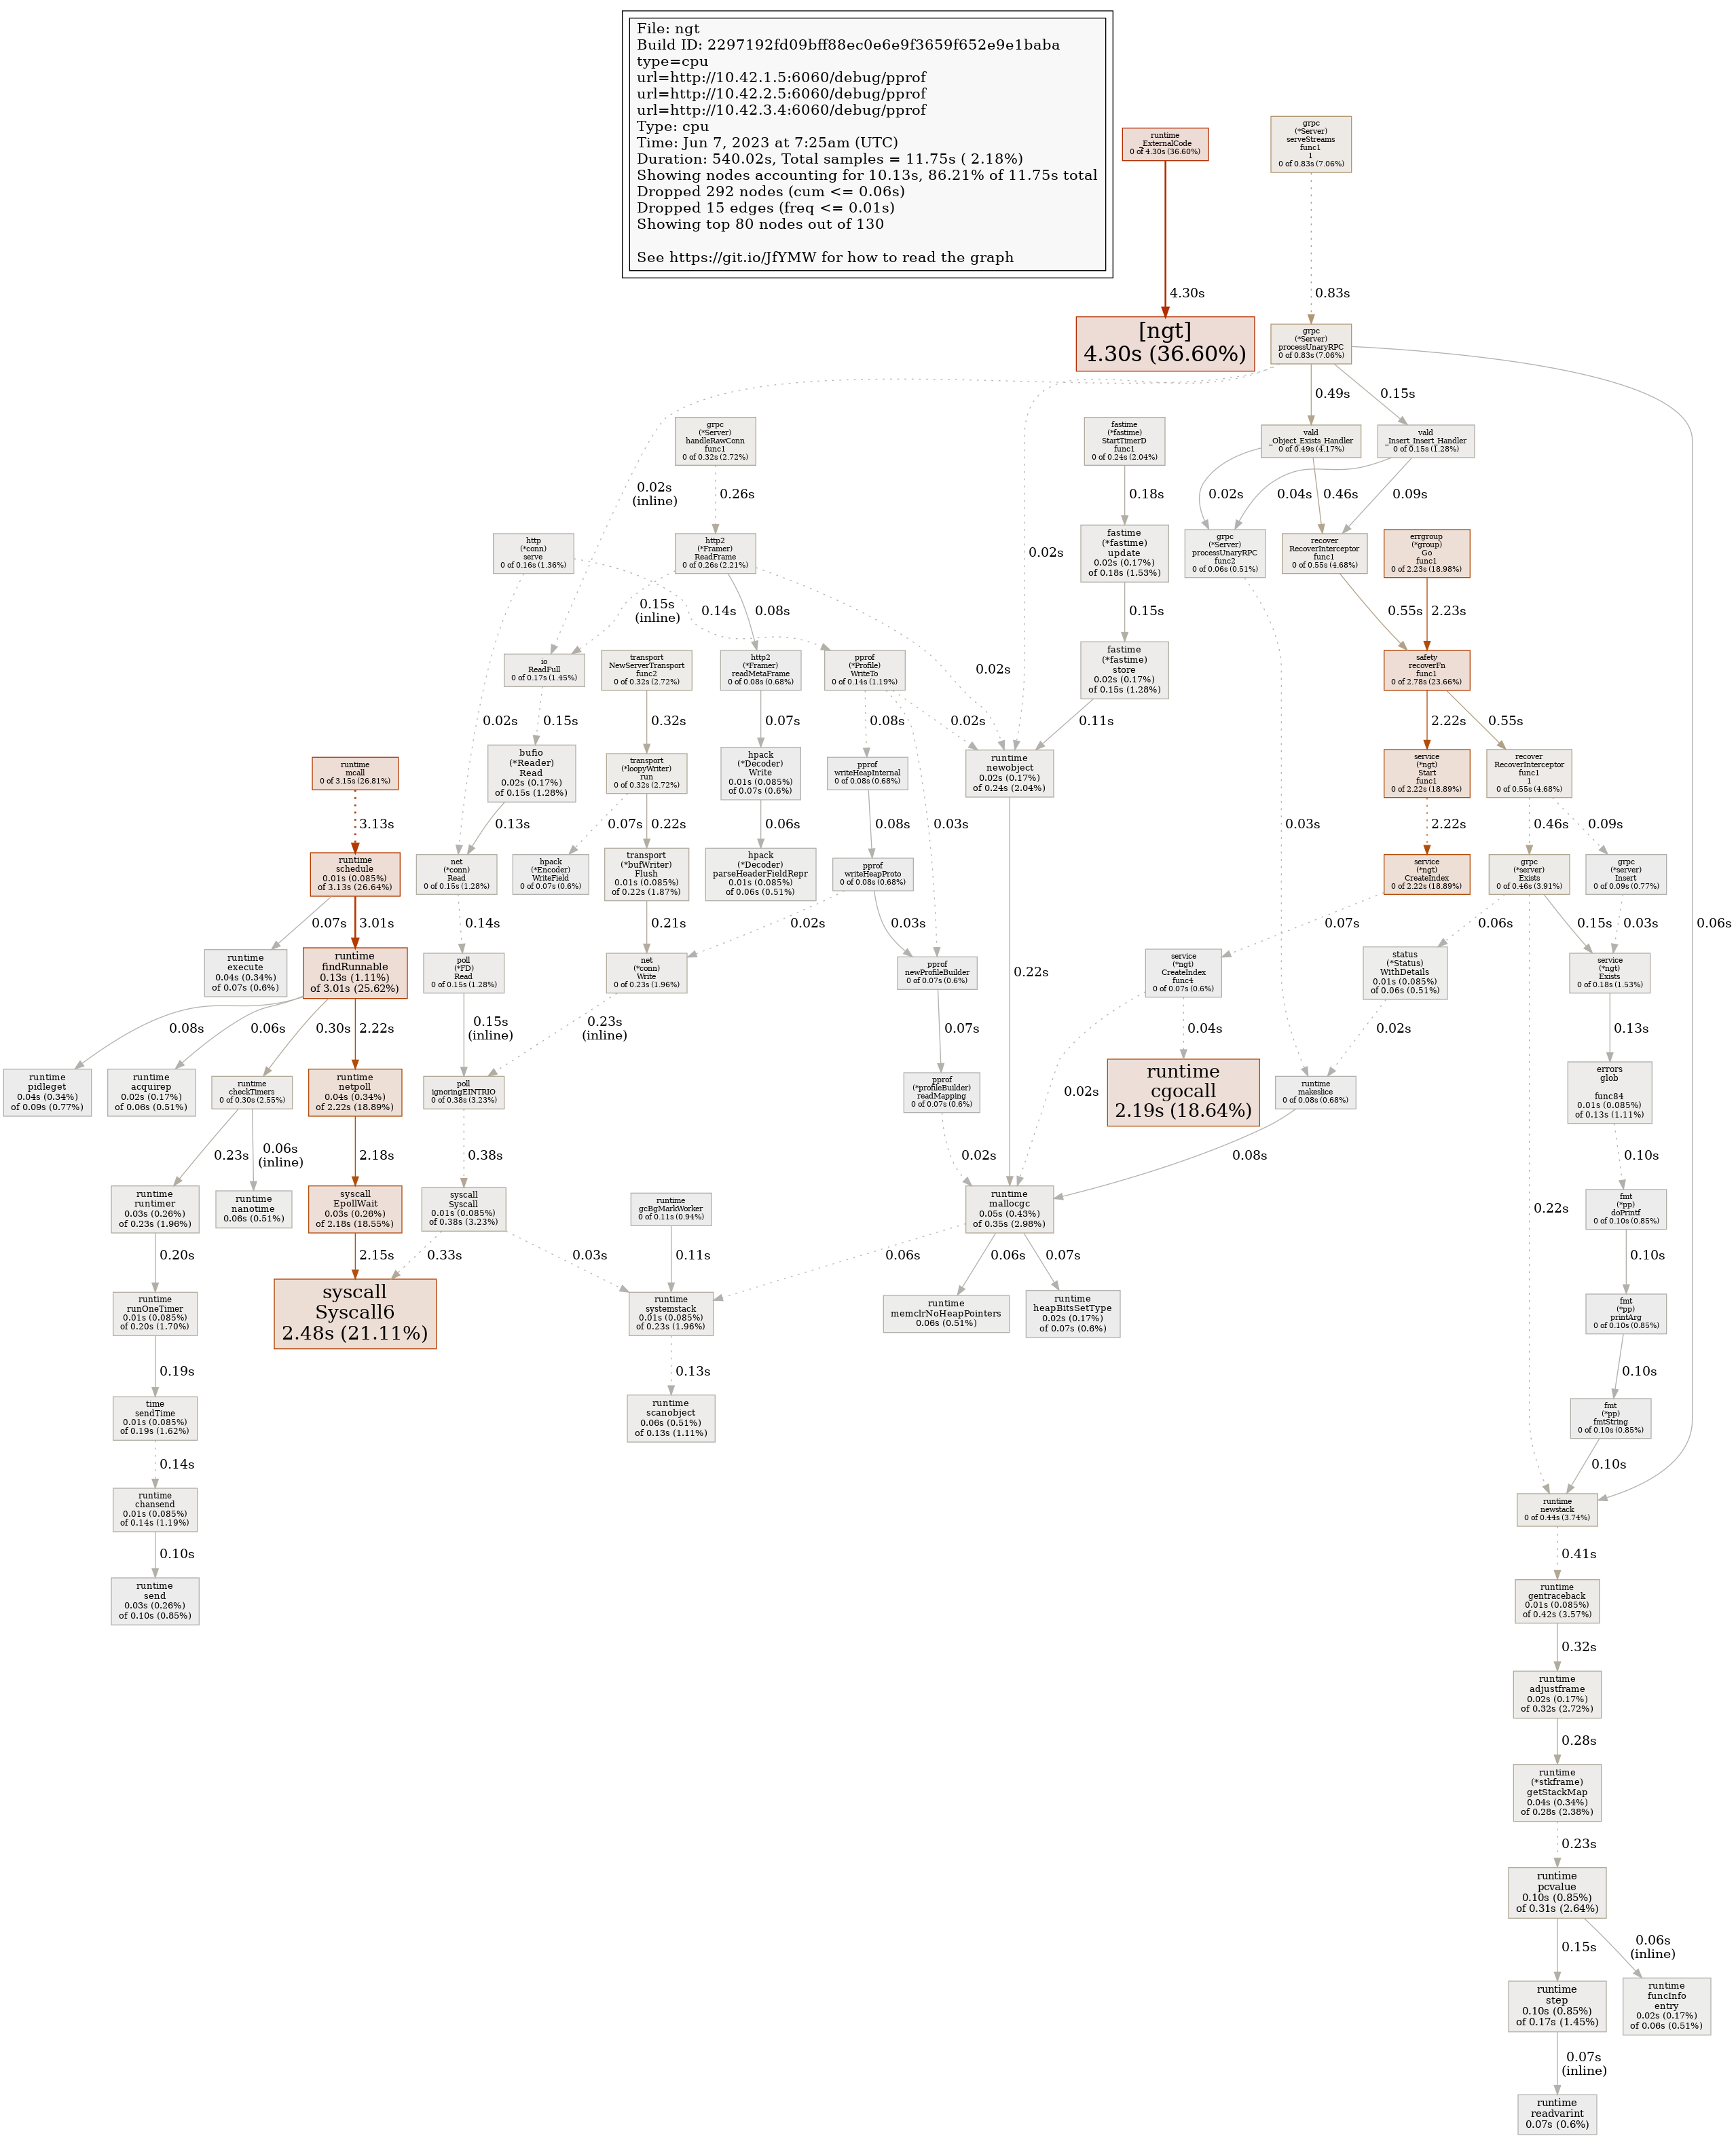 File: ngt
Build ID: 2297192fd09bff88ec0e6e9f3659f652e9e1baba
type=cpu
url=http://10.42.1.5:6060/debug/pprof
url=http://10.42.2.5:6060/debug/pprof
url=http://10.42.3.4:6060/debug/pprof
Type: cpu
Time: Jun 7, 2023 at 7:25am (UTC)
Duration: 540.02s, Total samples = 11.75s ( 2.18%)
Showing nodes accounting for 10.13s, 86.21% of 11.75s total
Dropped 292 nodes (cum <= 0.06s)
Dropped 15 edges (freq <= 0.01s)
Showing top 80 nodes out of 130
See https://git.io/JfYMW for how to read the graph
runtime
_ExternalCode
0 of 4.30s (36.60%)
grpc
(*Server)
serveStreams
func1
1
0 of 0.83s (7.06%)
4.30s
0.83s
[ngt]
4.30s (36.60%)
grpc
(*Server)
processUnaryRPC
0 of 0.83s (7.06%)
0.49s
0.15s
grpc
(*Server)
handleRawConn
func1
0 of 0.32s (2.72%)
fastime
(*fastime)
StartTimerD
func1
0 of 0.24s (2.04%)
vald
_Object_Exists_Handler
0 of 0.49s (4.17%)
vald
_Insert_Insert_Handler
0 of 0.15s (1.28%)
0.02s
(inline)
0.26s
0.18s
0.02s
0.04s
0.46s
0.09s
0.02s
http
(*conn)
serve
0 of 0.16s (1.36%)
http2
(*Framer)
ReadFrame
0 of 0.26s (2.21%)
fastime
(*fastime)
update
0.02s (0.17%)
of 0.18s (1.53%)
grpc
(*Server)
processUnaryRPC
func2
0 of 0.06s (0.51%)
recover
RecoverInterceptor
func1
0 of 0.55s (4.68%)
errgroup
(*group)
Go
func1
0 of 2.23s (18.98%)
0.15s
(inline)
0.14s
0.08s
0.15s
0.55s
2.23s
io
ReadFull
0 of 0.17s (1.45%)
transport
NewServerTransport
func2
0 of 0.32s (2.72%)
http2
(*Framer)
readMetaFrame
0 of 0.08s (0.68%)
pprof
(*Profile)
WriteTo
0 of 0.14s (1.19%)
0.02s
fastime
(*fastime)
store
0.02s (0.17%)
of 0.15s (1.28%)
safety
recoverFn
func1
0 of 2.78s (23.66%)
0.02s
0.15s
0.32s
0.07s
0.08s
0.02s
0.11s
2.22s
0.55s
runtime
mcall
0 of 3.15s (26.81%)
bufio
(*Reader)
Read
0.02s (0.17%)
of 0.15s (1.28%)
transport
(*loopyWriter)
run
0 of 0.32s (2.72%)
hpack
(*Decoder)
Write
0.01s (0.085%)
of 0.07s (0.6%)
pprof
writeHeapInternal
0 of 0.08s (0.68%)
runtime
newobject
0.02s (0.17%)
of 0.24s (2.04%)
service
(*ngt)
Start
func1
0 of 2.22s (18.89%)
recover
RecoverInterceptor
func1
1
0 of 0.55s (4.68%)
3.13s
0.13s
0.07s
0.22s
0.06s
0.08s
0.03s
0.03s
2.22s
0.46s
0.09s
runtime
schedule
0.01s (0.085%)
of 3.13s (26.64%)
net
(*conn)
Read
0 of 0.15s (1.28%)
hpack
(*Encoder)
WriteField
0 of 0.07s (0.6%)
transport
(*bufWriter)
Flush
0.01s (0.085%)
of 0.22s (1.87%)
hpack
(*Decoder)
parseHeaderFieldRepr
0.01s (0.085%)
of 0.06s (0.51%)
pprof
writeHeapProto
0 of 0.08s (0.68%)
service
(*ngt)
CreateIndex
0 of 2.22s (18.89%)
grpc
(*server)
Exists
0 of 0.46s (3.91%)
grpc
(*server)
Insert
0 of 0.09s (0.77%)
0.07s
3.01s
0.14s
0.21s
0.02s
0.03s
0.07s
0.06s
0.15s
0.03s
0.06s
runtime
execute
0.04s (0.34%)
of 0.07s (0.6%)
runtime
findRunnable
0.13s (1.11%)
of 3.01s (25.62%)
poll
(*FD)
Read
0 of 0.15s (1.28%)
net
(*conn)
Write
0 of 0.23s (1.96%)
pprof
newProfileBuilder
0 of 0.07s (0.6%)
0.22s
service
(*ngt)
CreateIndex
func4
0 of 0.07s (0.6%)
status
(*Status)
WithDetails
0.01s (0.085%)
of 0.06s (0.51%)
service
(*ngt)
Exists
0 of 0.18s (1.53%)
0.08s
0.06s
0.30s
2.22s
0.15s
(inline)
0.23s
(inline)
0.07s
0.04s
0.02s
0.13s
runtime
pidleget
0.04s (0.34%)
of 0.09s (0.77%)
runtime
acquirep
0.02s (0.17%)
of 0.06s (0.51%)
runtime
checkTimers
0 of 0.30s (2.55%)
runtime
netpoll
0.04s (0.34%)
of 2.22s (18.89%)
poll
ignoringEINTRIO
0 of 0.38s (3.23%)
pprof
(*profileBuilder)
readMapping
0 of 0.07s (0.6%)
0.02s
runtime
cgocall
2.19s (18.64%)
runtime
makeslice
0 of 0.08s (0.68%)
errors
glob

func84
0.01s (0.085%)
of 0.13s (1.11%)
0.23s
0.06s
(inline)
2.18s
0.38s
0.02s
0.08s
0.10s
runtime
runtimer
0.03s (0.26%)
of 0.23s (1.96%)
runtime
nanotime
0.06s (0.51%)
syscall
EpollWait
0.03s (0.26%)
of 2.18s (18.55%)
syscall
Syscall
0.01s (0.085%)
of 0.38s (3.23%)
runtime
gcBgMarkWorker
0 of 0.11s (0.94%)
runtime
mallocgc
0.05s (0.43%)
of 0.35s (2.98%)
0.22s
fmt
(*pp)
doPrintf
0 of 0.10s (0.85%)
0.20s
2.15s
0.33s
0.03s
0.11s
0.06s
0.06s
0.07s
0.10s
runtime
runOneTimer
0.01s (0.085%)
of 0.20s (1.70%)
syscall
Syscall6
2.48s (21.11%)
runtime
systemstack
0.01s (0.085%)
of 0.23s (1.96%)
runtime
memclrNoHeapPointers
0.06s (0.51%)
runtime
heapBitsSetType
0.02s (0.17%)
of 0.07s (0.6%)
fmt
(*pp)
printArg
0 of 0.10s (0.85%)
0.19s
0.13s
0.10s
time
sendTime
0.01s (0.085%)
of 0.19s (1.62%)
runtime
scanobject
0.06s (0.51%)
of 0.13s (1.11%)
fmt
(*pp)
fmtString
0 of 0.10s (0.85%)
0.14s
0.10s
runtime
chansend
0.01s (0.085%)
of 0.14s (1.19%)
runtime
newstack
0 of 0.44s (3.74%)
0.10s
0.41s
runtime
send
0.03s (0.26%)
of 0.10s (0.85%)
runtime
gentraceback
0.01s (0.085%)
of 0.42s (3.57%)
0.32s
runtime
adjustframe
0.02s (0.17%)
of 0.32s (2.72%)
0.28s
runtime
(*stkframe)
getStackMap
0.04s (0.34%)
of 0.28s (2.38%)
0.23s
runtime
pcvalue
0.10s (0.85%)
of 0.31s (2.64%)
0.15s
0.06s
(inline)
runtime
step
0.10s (0.85%)
of 0.17s (1.45%)
runtime
funcInfo
entry
0.02s (0.17%)
of 0.06s (0.51%)
0.07s
(inline)
runtime
readvarint
0.07s (0.6%)